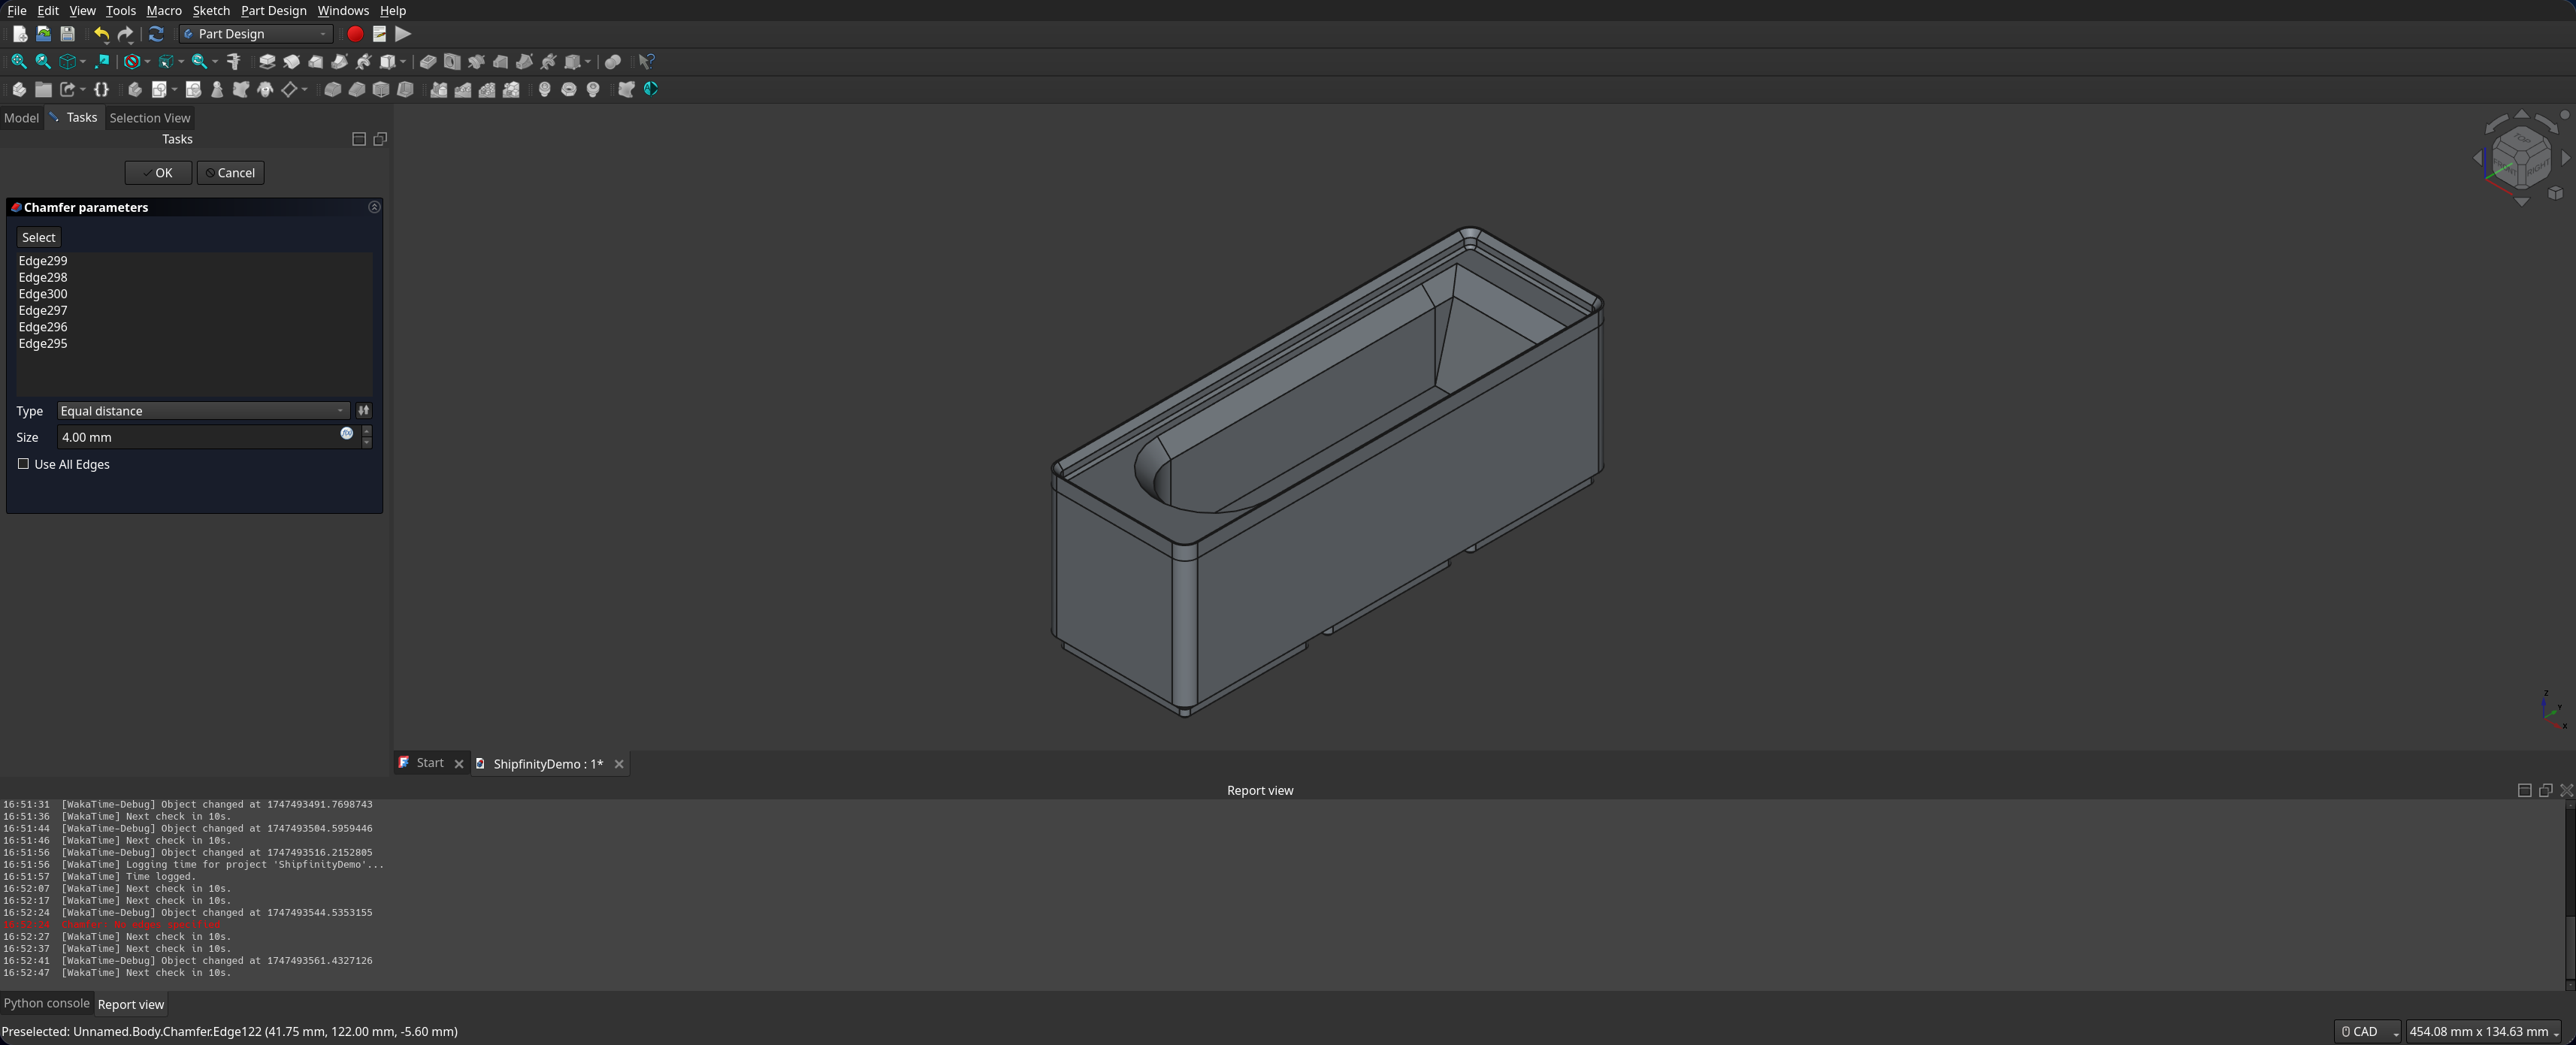 File Edit View Tools Macro Sketch Part Design Windows Help
Part Design
Model Tasks Selection View
Tasks
OK Cancel
Chamfer parameters
Select
Edge299
Edge298
Edge300
Edge297
Edge296
Edge295
Type Equal distance
Size 4.00 mm
Use All Edges
TOP
RIGHT
Z
Y
X
Start ShipfinityDemo : 1*
Report view
16:51:31 [WakaTime-Debug] Object changed at 1747493491.7698743
16:51:36 [WakaTime] Next check in 10s.
16:51:44 [WakaTime-Debug] Object changed at 1747493504.5959446
16:51:46 [WakaTime] Next check in 10s.
16:51:56 [WakaTime-Debug] Object changed at 1747493516.2152805
16:51:56 [WakaTime] Logging time for project 'ShipfinityDemo'...
16:51:57 [WakaTime] Time logged.
16:52:07 [WakaTime] Next check in 10s.
16:52:17 [WakaTime] Next check in 10s.
16:52:24 [WakaTime-Debug] Object changed at 1747493544.5353155
Chamfer: No edges specified
16:52:27 [WakaTime] Next check in 10s.
16:52:37 [WakaTime] Next check in 10s.
16:52:41 [WakaTime-Debug] Object changed at 1747493561.4327126
16:52:47 [WakaTime] Next check in 10s.
Python console Report view
Preselected: Unnamed.Body.Chamfer.Edge122 (41.75 mm, 122.00 mm, -5.60 mm)
CAD 454.08 mm x 134.63 mm